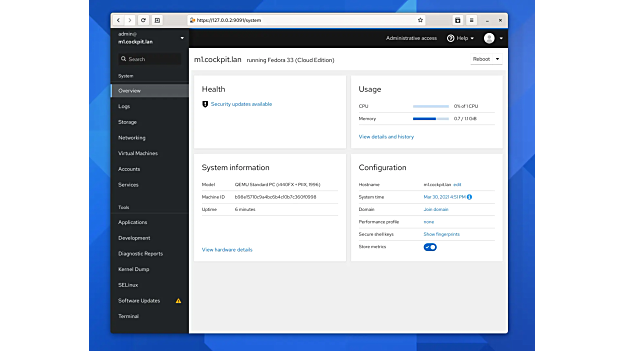 https://127.0.0.2:9091/system
admin@
m1.cockpit.lan
Administrative access
Help
Search
m1.cockpit.lan running Fedora 33 (Cloud Edition)
Reboot
System
Overview
Logs
Storage
Networking
Virtual Machines
Accounts
Services
Tools
Applications
Development
Diagnostic Reports
Kernel Dump
SELinux
Software Updates
Terminal
Health
Security updates available
Usage
CPU 0% of 1 CPU
Memory 0.7 / 1.1 GiB
View details and history
System information
Model QEMU Standard PC (i440FX + PIIX, 1996)
Machine ID
Uptime 6 minutes
View hardware details
Configuration
Hostname m1.cockpit.lan edit
System time Mar 30, 2021 4:51 PM
Domain Join domain
Performance profile none
Secure shell keys Show fingerprints
Store metrics